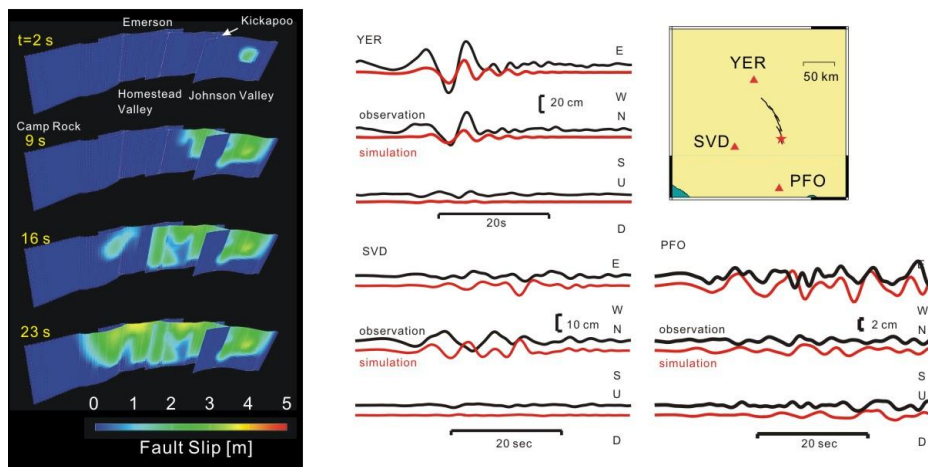 Emerson
Kickapoo
t=2 s
Homestead
Valley
Johnson Valley
Camp Rock
9 s
16 s
23 s
0 1 2 3 4 5
Fault Slip [m]
YER
E
W
20 cm
observation
N
simulation
S
U
20s
D
SVD
E
W
10 cm
observation
N
simulation
S
U
20 sec
D
YER
50 km
SVD
PFO
PFO
E
W
2 cm
observation
N
simulation
S
U
20 sec
D